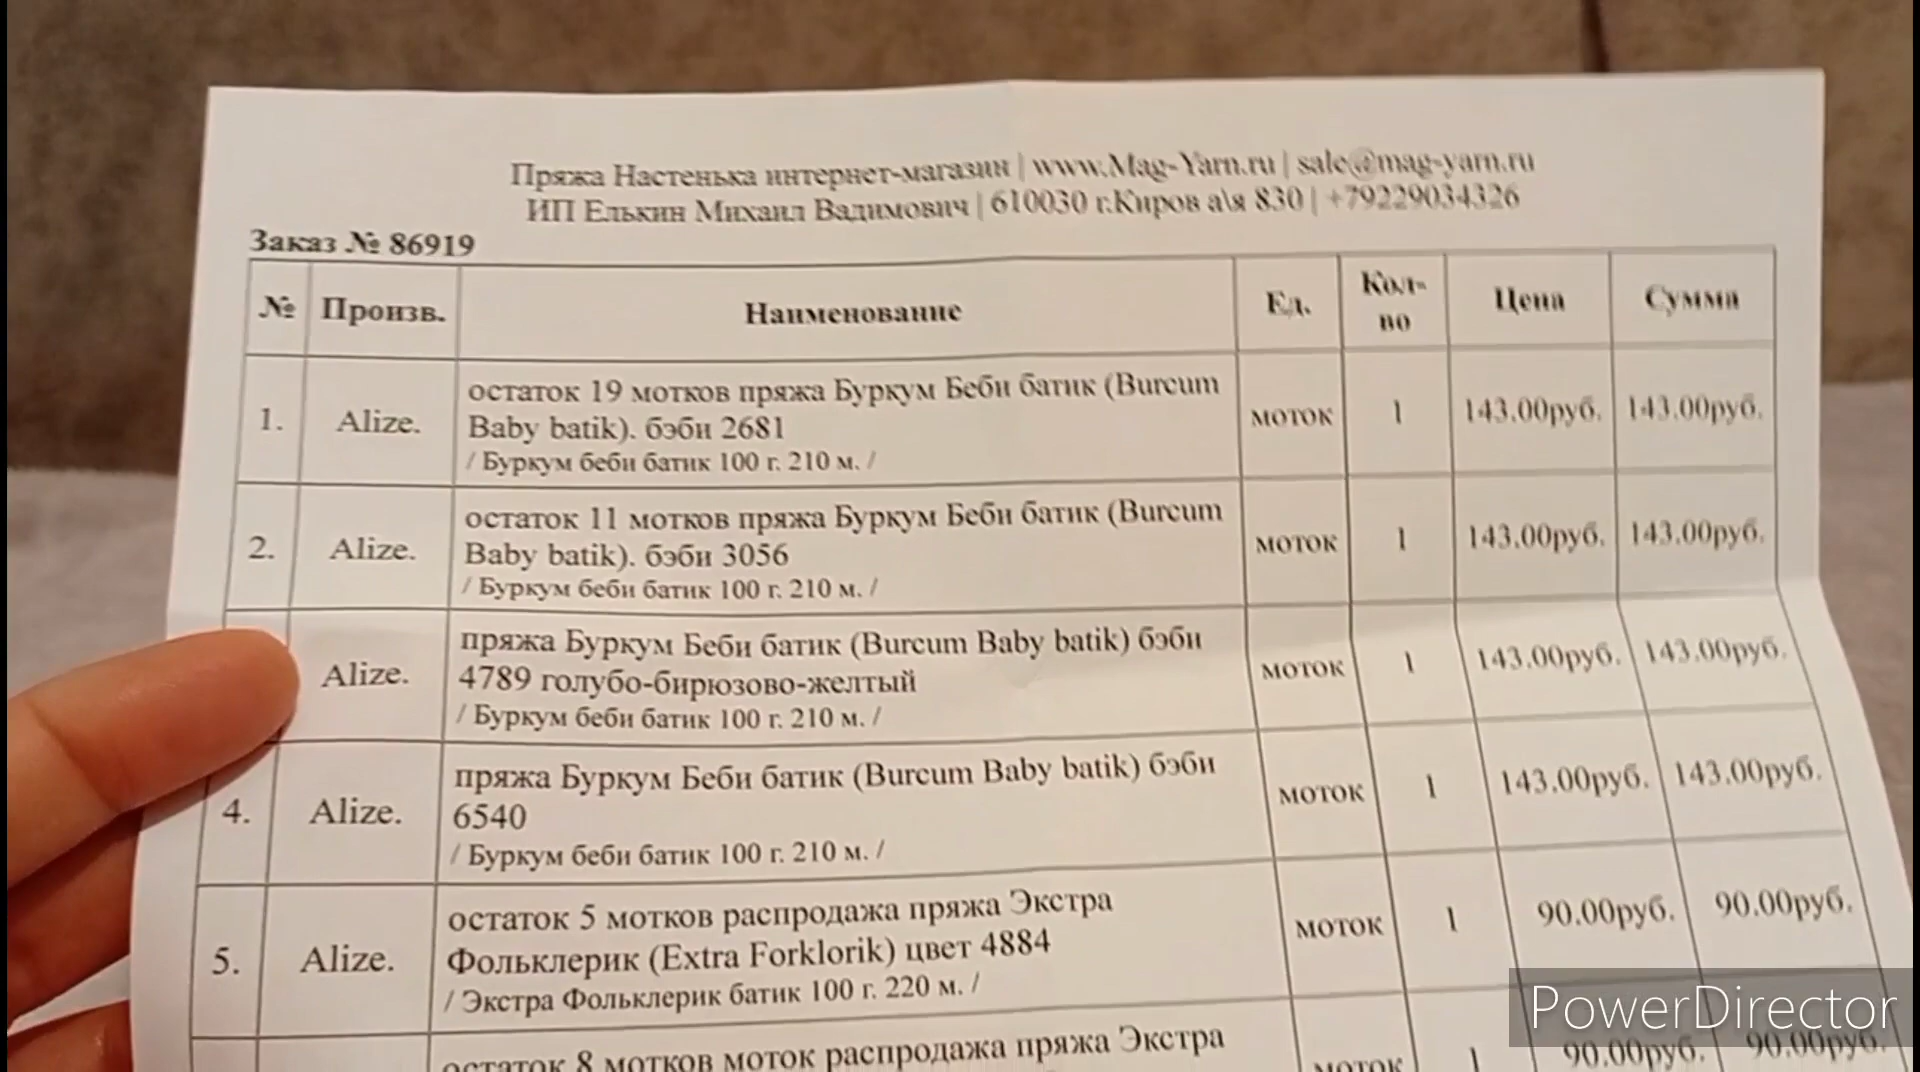 Пряжа Настенька интернет-магазин | www.Mag-Yarn.ru | sale@mag-yarn.ru
ИП Елькин Михаил Вадимович | 610030 г.Киров а\я 830 | +79229034326
Заказ № 86919
№ Произв. Наименование Ед. Кол-во Цена Сумма
1. Alize. остаток 19 мотков пряжа Буркум Беби батик (Burcum
Baby batik). бэби 2681
/ Буркум беби батик 100 г. 210 м. /
моток 1 143.00руб. 143.00руб.
2. Alize. остаток 11 мотков пряжа Буркум Беби батик (Burcum
Baby batik). бэби 3056
/ Буркум беби батик 100 г. 210 м. /
моток 1 143.00руб. 143.00руб.
Alize. пряжа Буркум Беби батик (Burcum Baby batik) бэби
4789 голубо-бирюзово-желтый
/ Буркум беби батик 100 г. 210 м. /
моток 1 143.00руб. 143.00руб.
4. Alize. пряжа Буркум Беби батик (Burcum Baby batik) бэби
6540
/ Буркум беби батик 100 г. 210 м. /
моток 1 143.00руб. 143.00руб.
5. Alize. остаток 5 мотков распродажа пряжа Экстра
Фольклерик (Extra Forklorik) цвет 4884
/ Экстра Фольклерик батик 100 г. 220 м. /
моток 1 90.00руб. 90.00руб.
остаток 8 мотков моток распродажа пряжа Экстра
моток 1 90.00руб. 90.00руб.
PowerDirector